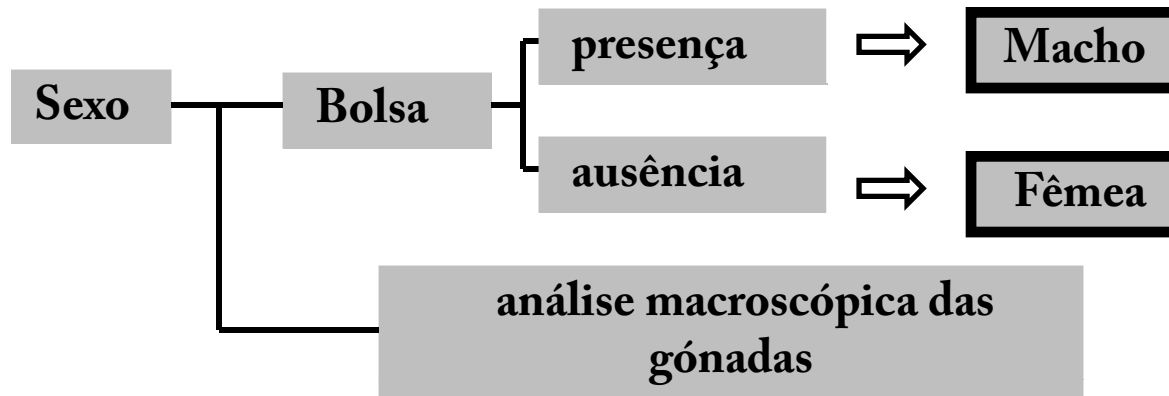 Sexo
Bolsa
presença
Macho
ausência
Fêmea
análise macroscópica das
gónadas